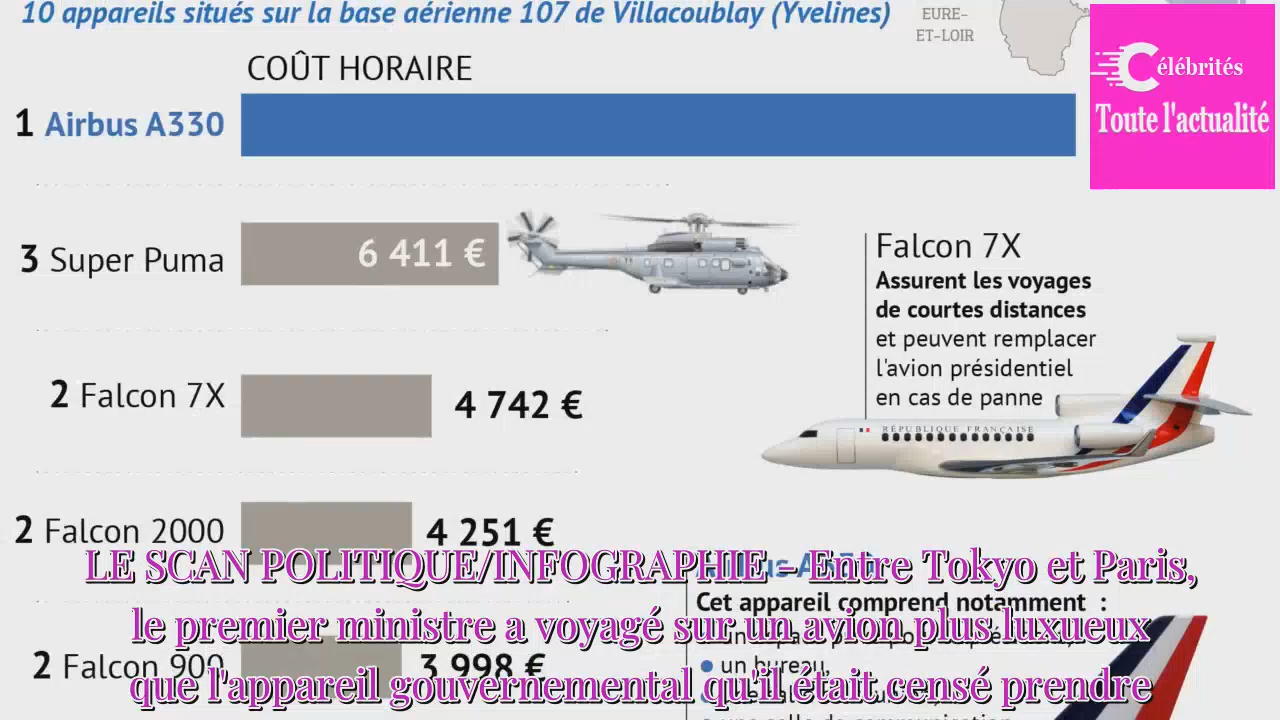 10 appareils situés sur la base aérienne 107 de Villacoublay (Yvelines)
EURE-
ET-LOIR
Célébrités
Toute l'actualité
COÛT HORAIRE
1 Airbus A330
3 Super Puma
6 411 €
Falcon 7X
Assurent les voyages
de courtes distances
et peuvent remplacer
l'avion présidentiel
en cas de panne
RÉPUBLIQUE FRANÇAISE
2 Falcon 7X
4 742 €
2 Falcon 2000
4 251 €
LE SCAN POLITIQUE/INFOGRAPHIE - Entre Tokyo et Paris,
Cet appareil comprend notamment :
le premier ministre a voyagé sur un avion plus luxueux
2 Falcon 900
3 998 €
un bureau,
que l'appareil gouvernemental qu'il était censé prendre